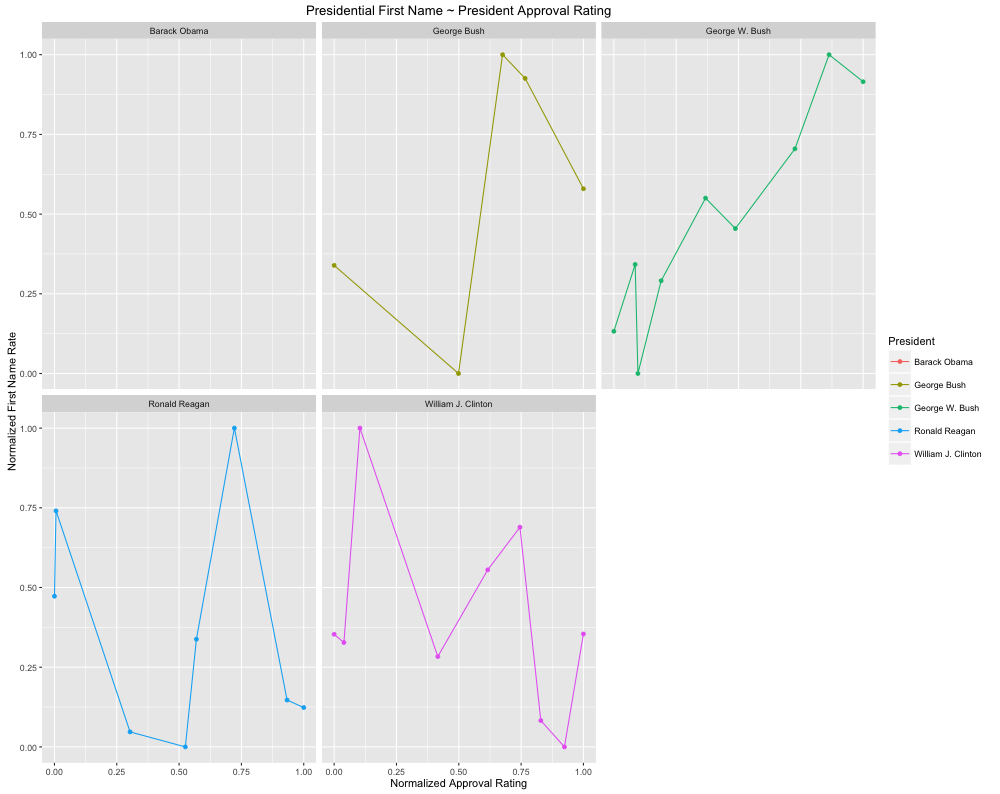 Presidential First Name ~ President Approval Rating
Barack Obama
George Bush
George W. Bush
1.00
0.75
0.50
0.25
0.00
Normalized First Name Rate
Ronald Reagan
William J. Clinton
1.00
0.75
0.50
0.25
0.00
0.00 0.25 0.50 0.75 1.00 0.00 0.25 0.50 0.75 1.00
Normalized Approval Rating
President
Barack Obama
George Bush
George W. Bush
Ronald Reagan
William J. Clinton